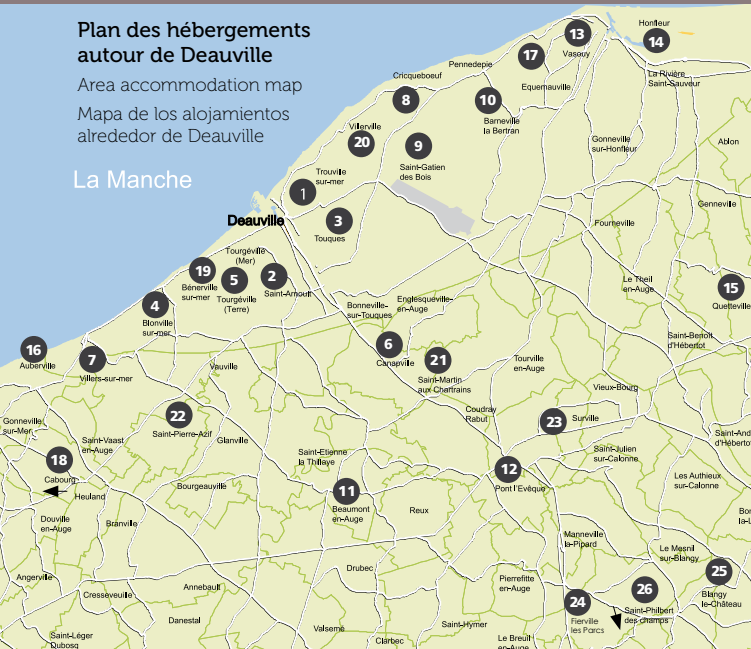 Plan des hébergements
autour de Deauville
Area accommodation map
Mapa de los alojamientos
alrededor de Deauville
La Manche
Honfleur
14
13
Vasouy
17
Equemauville
Pennedepie
Cricqueboeuf
8
10
Barneville
la Bertran
La Rivière
Saint-Sauveur
Villerville
20
9
Saint-Gatien
des Bois
Gonneville
sur-Honfleur
Ablon
Trouville
sur-mer
1
Genneville
Deauville
3
Touques
Fourneville
Tourgéville
(Mer)
19
Bénerville
sur-mer
5
Tourgéville
(Terre)
2
Saint-Arnoult
Le Theil
en-Auge
15
Quetteville
4
Blonville
sur-mer
Bonneville-
sur-Touques
Englesqueville-
en-Auge
Saint-Benoit
d'Hébertot
16
Auberville
7
Villers-sur-mer
Vauville
6
Canapville
21
Saint-Martin
aux Chartrains
Tourville
en-Auge
Vieux-Bourg
22
Saint-Pierre-Azif
Gonneville
sur-Mer
Coudray
Rabut
23
Surville
Saint-And
d'Hébertot
Saint-Vaast
en-Auge
Glanville
Saint-Etienne
la Thillaye
Saint-Julien
sur-Calonne
18
Cabourg
Heuland
Bourgeauville
11
Beaumont
en-Auge
Reux
12
Pont l'Evêque
Les Authieux
sur-Calonne
Bon
la-L
Douville
en-Auge
Branville
Manneville
la-Pipard
Le Mesnil
sur-Blangy
Drubec
Angerville
Cresseveuille
Annebault
Pierrefitte
en-Auge
25
Blangy
le-Château
26
Saint-Philbert
des champs
24
Fierville
les Parcs
Danestal
Valsemé
Saint-Hymer
Saint-Léger
Dubosq
Clarbec
Le Breuil
en-Auge